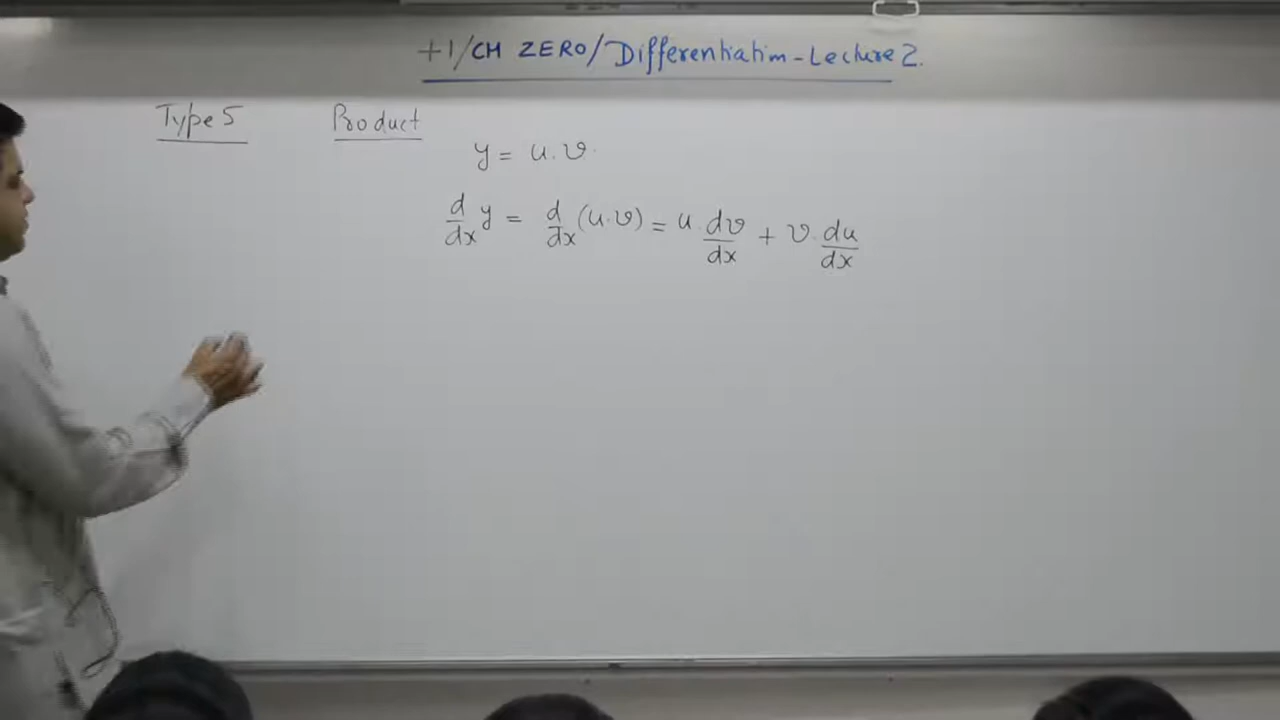 +1/CH ZERO/Differentiation-Lecture 2.
Type 5 Product
y = u.v.
d/dx y = d/dx (u.v) = u.dv/dx + v.du/dx